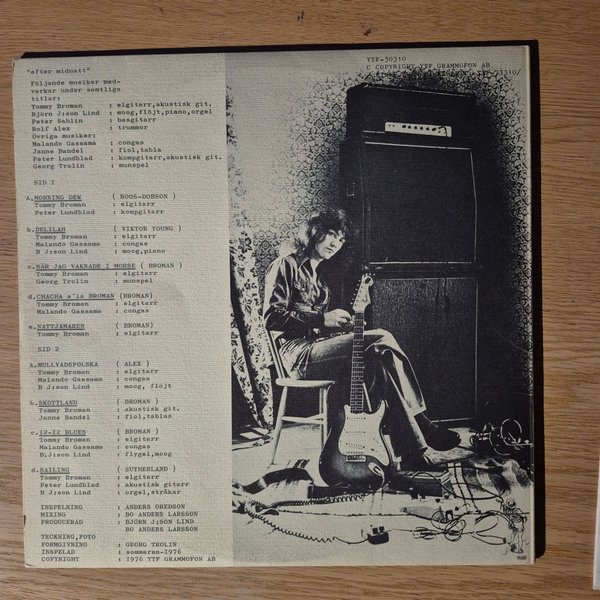 "efter midnatt"
Följande musiker med-
verkar under samtliga
titlar:
Tommy Broman : elgitarr,akustisk git.
Björn J:son Lind : moog,flöjt,piano,orgel
Peter Sahlin : basgitarr
Rolf Alex : trummor
Övriga musiker:
Malando Gassama : congas
Janne Bandel : fiol,tabla
Peter Lundblad : kompgitarr,akustisk git.
Georg Trolin : munspel
SID I
A.MORNING DEW ( ROOS-DOBSON )
Tommy Broman : elgitarr
Peter Lundblad : kompgitarr
b.DELILAH ( VIKTOR YOUNG )
Tommy Broman : elgitarr
Malando Gassama : congas
B J:son Lind : moog,piano
c.NÄR JAG VAKNADE I MORSE ( BROMAN )
Tommy Broman : elgitarr
Georg Trolin : munspel
d.CHACHA a'la BROMAN (BROMAN)
Tommy Broman : elgitarr
Malando Gassama : congas
e.NATTJAMAREN ( BROMAN)
Tommy Broman : elgitarr
SID 2
A.MULLVADSPOLSKA ( ALEX )
Tommy Broman : elgitarr
Malando Gassama : congas
B J:son Lind : moog, flöjt
b.SKOTTLAND ( BROMAN )
Tommy Broman : akustisk git.
Janne Bandel : fiol,tablas
c.I2-I2 BLUES ( BROMAN )
Tommy Broman : elgitarr
Malando Gassama : congas
B.J:son Lind : flygel,moog
d.SAILING ( SUTHERLAND )
Tommy Broman : elgitarr
Peter Lundblad : akustisk gitarr
B J:son Lind : orgel,stråkar
INSPELNING : ANDERS OREDSON
MIXING : BO ANDERS LARSSON
PRODUCERAD : BJÖRN J:SON LIND
BO ANDERS LARSSON
TECKNING,FOTO
FORMGIVNING : GEORG TROLIN
INSPELAD : sommaren-1976
COPYRIGHT : 1976 YTF GRAMMOFON AB
YTF-50310
C COPYRIGHT YTF GRAMMOFON AB